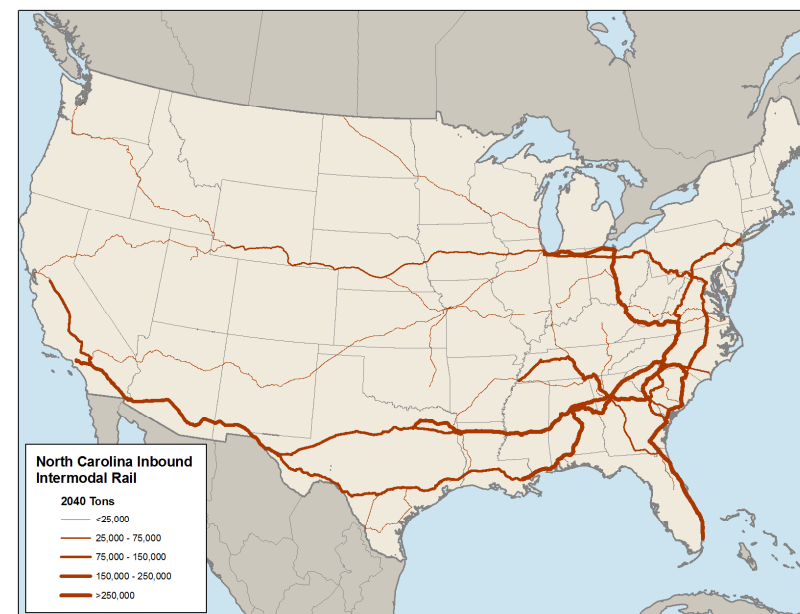 North Carolina Inbound
Intermodal Rail
2040 Tons
<25,000
25,000 - 75,000
75,000 - 150,000
150,000 - 250,000
>250,000